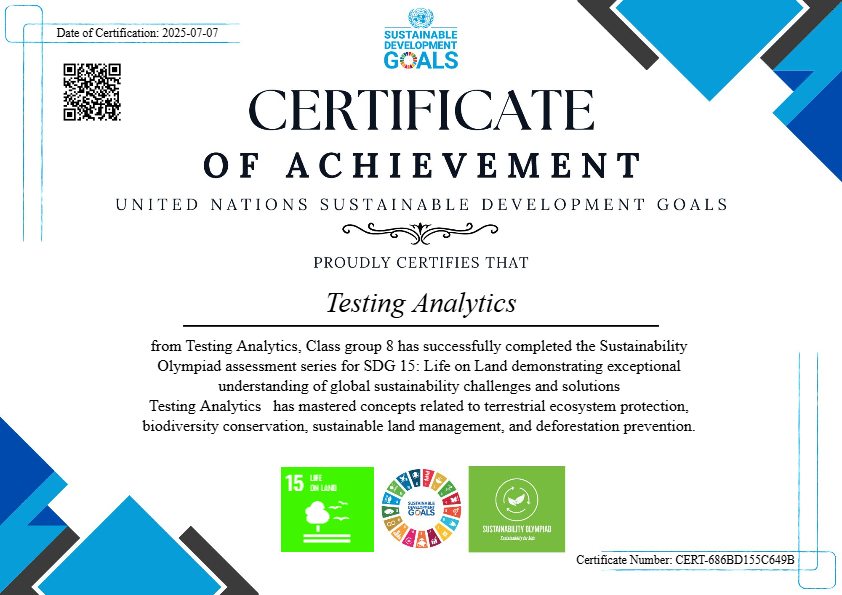 Date of Certification: 2025-07-07
SUSTAINABLE
DEVELOPMENT
GOALS
CERTIFICATE
OF ACHIEVEMENT
UNITED NATIONS SUSTAINABLE DEVELOPMENT GOALS
PROUDLY CERTIFIES THAT
Testing Analytics
from Testing Analytics, Class group 8 has successfully completed the Sustainability
Olympiad assessment series for SDG 15: Life on Land demonstrating exceptional
understanding of global sustainability challenges and solutions
Testing Analytics has mastered concepts related to terrestrial ecosystem protection,
biodiversity conservation, sustainable land management, and deforestation prevention.
15 LIFE
ON LAND
SUSTAINABLE
DEVELOPMENT
GOALS
SUSTAINABILITY OLYMPIAD
Sustainability for kids
Certificate Number: CERT-686BD155C649B